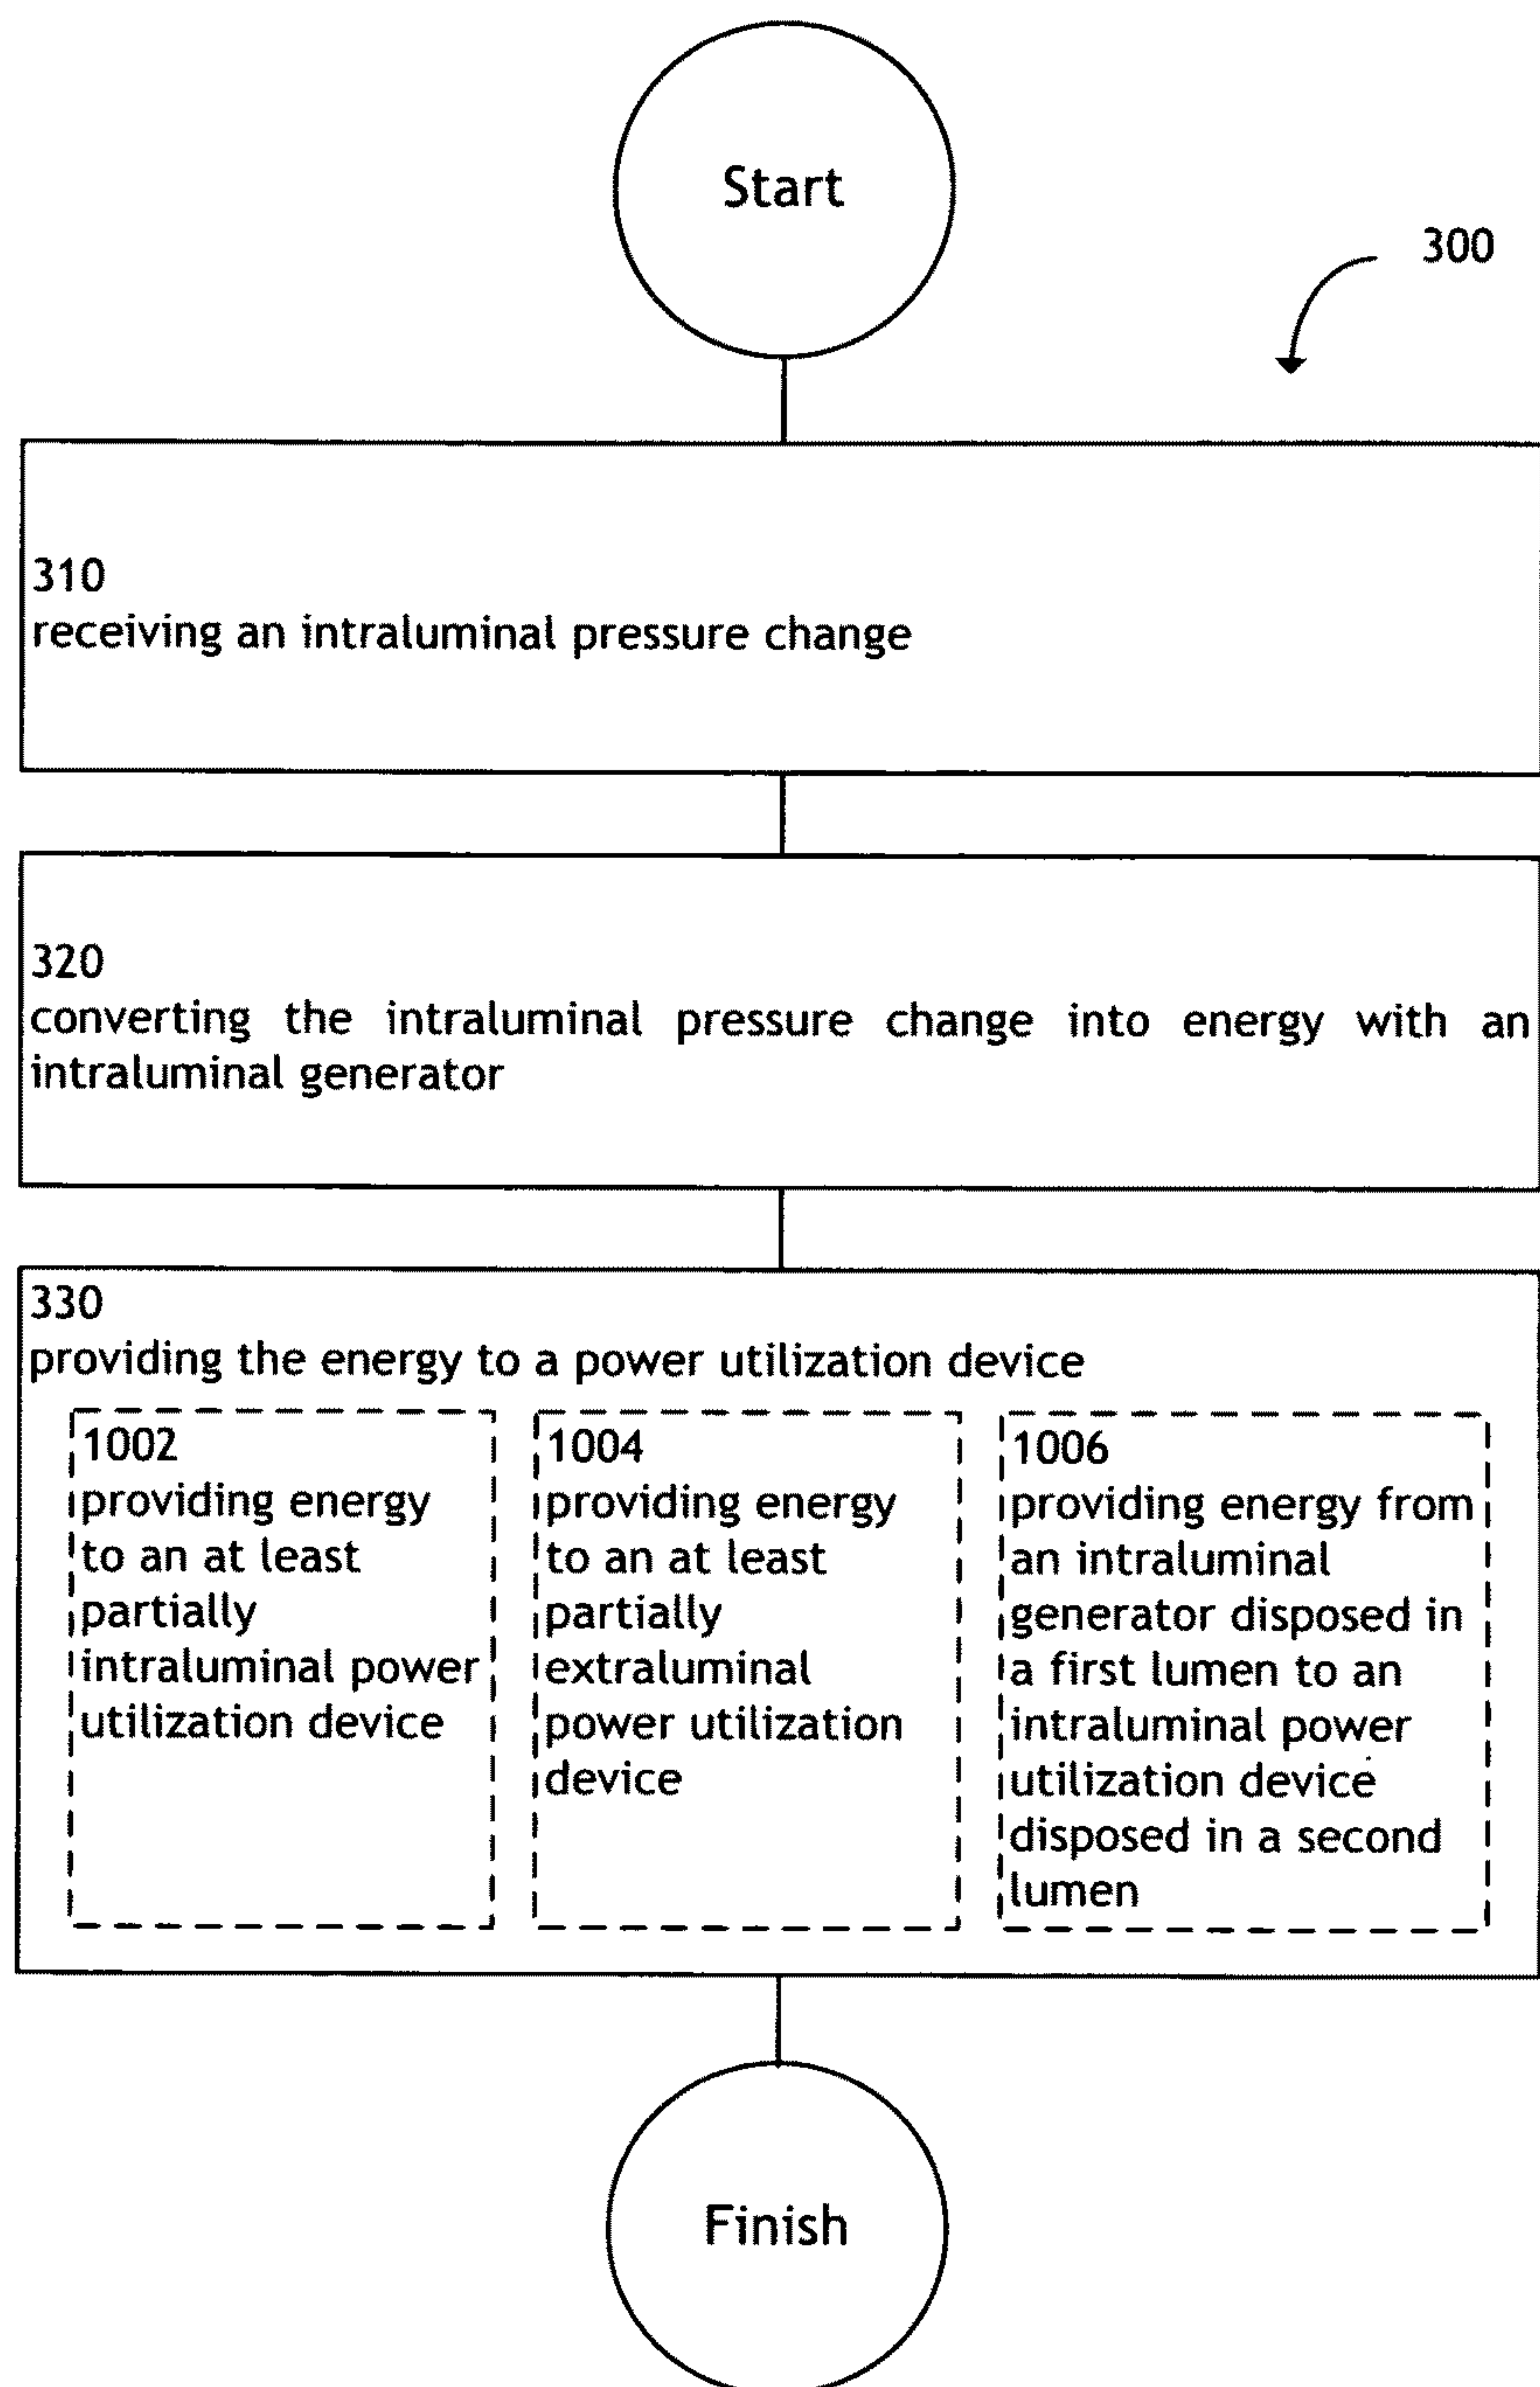 Start
300
310
receiving an intraluminal pressure change
320
converting the intraluminal pressure change into energy with an
intraluminal generator
330
providing the energy to a power utilization device
1002
providing energy
to an at least
partially
intraluminal power
utilization device
1004
providing energy
to an at least
partially
extraluminal
power utilization
device
1006
providing energy from
an intraluminal
generator disposed in
a first lumen to an
intraluminal power
utilization device
disposed in a second
lumen
Finish